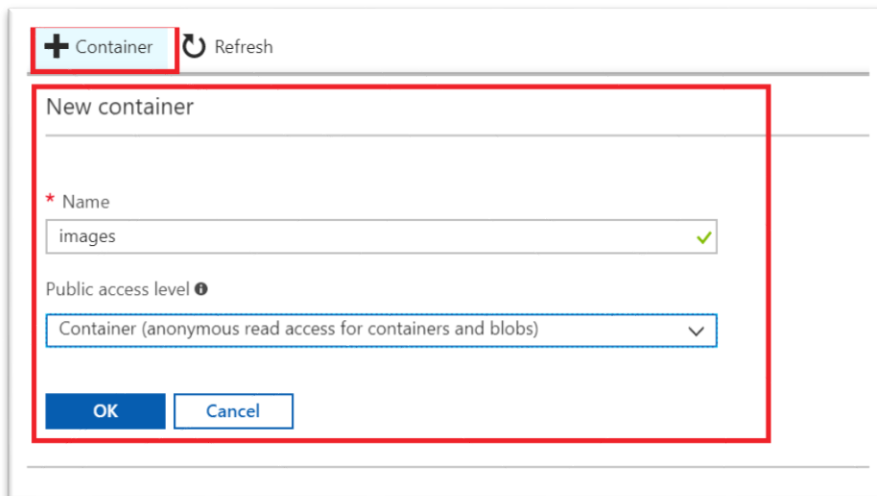 Container Refresh
New container
* Name
images
Public access level
Container (anonymous read access for containers and blobs)
OK Cancel